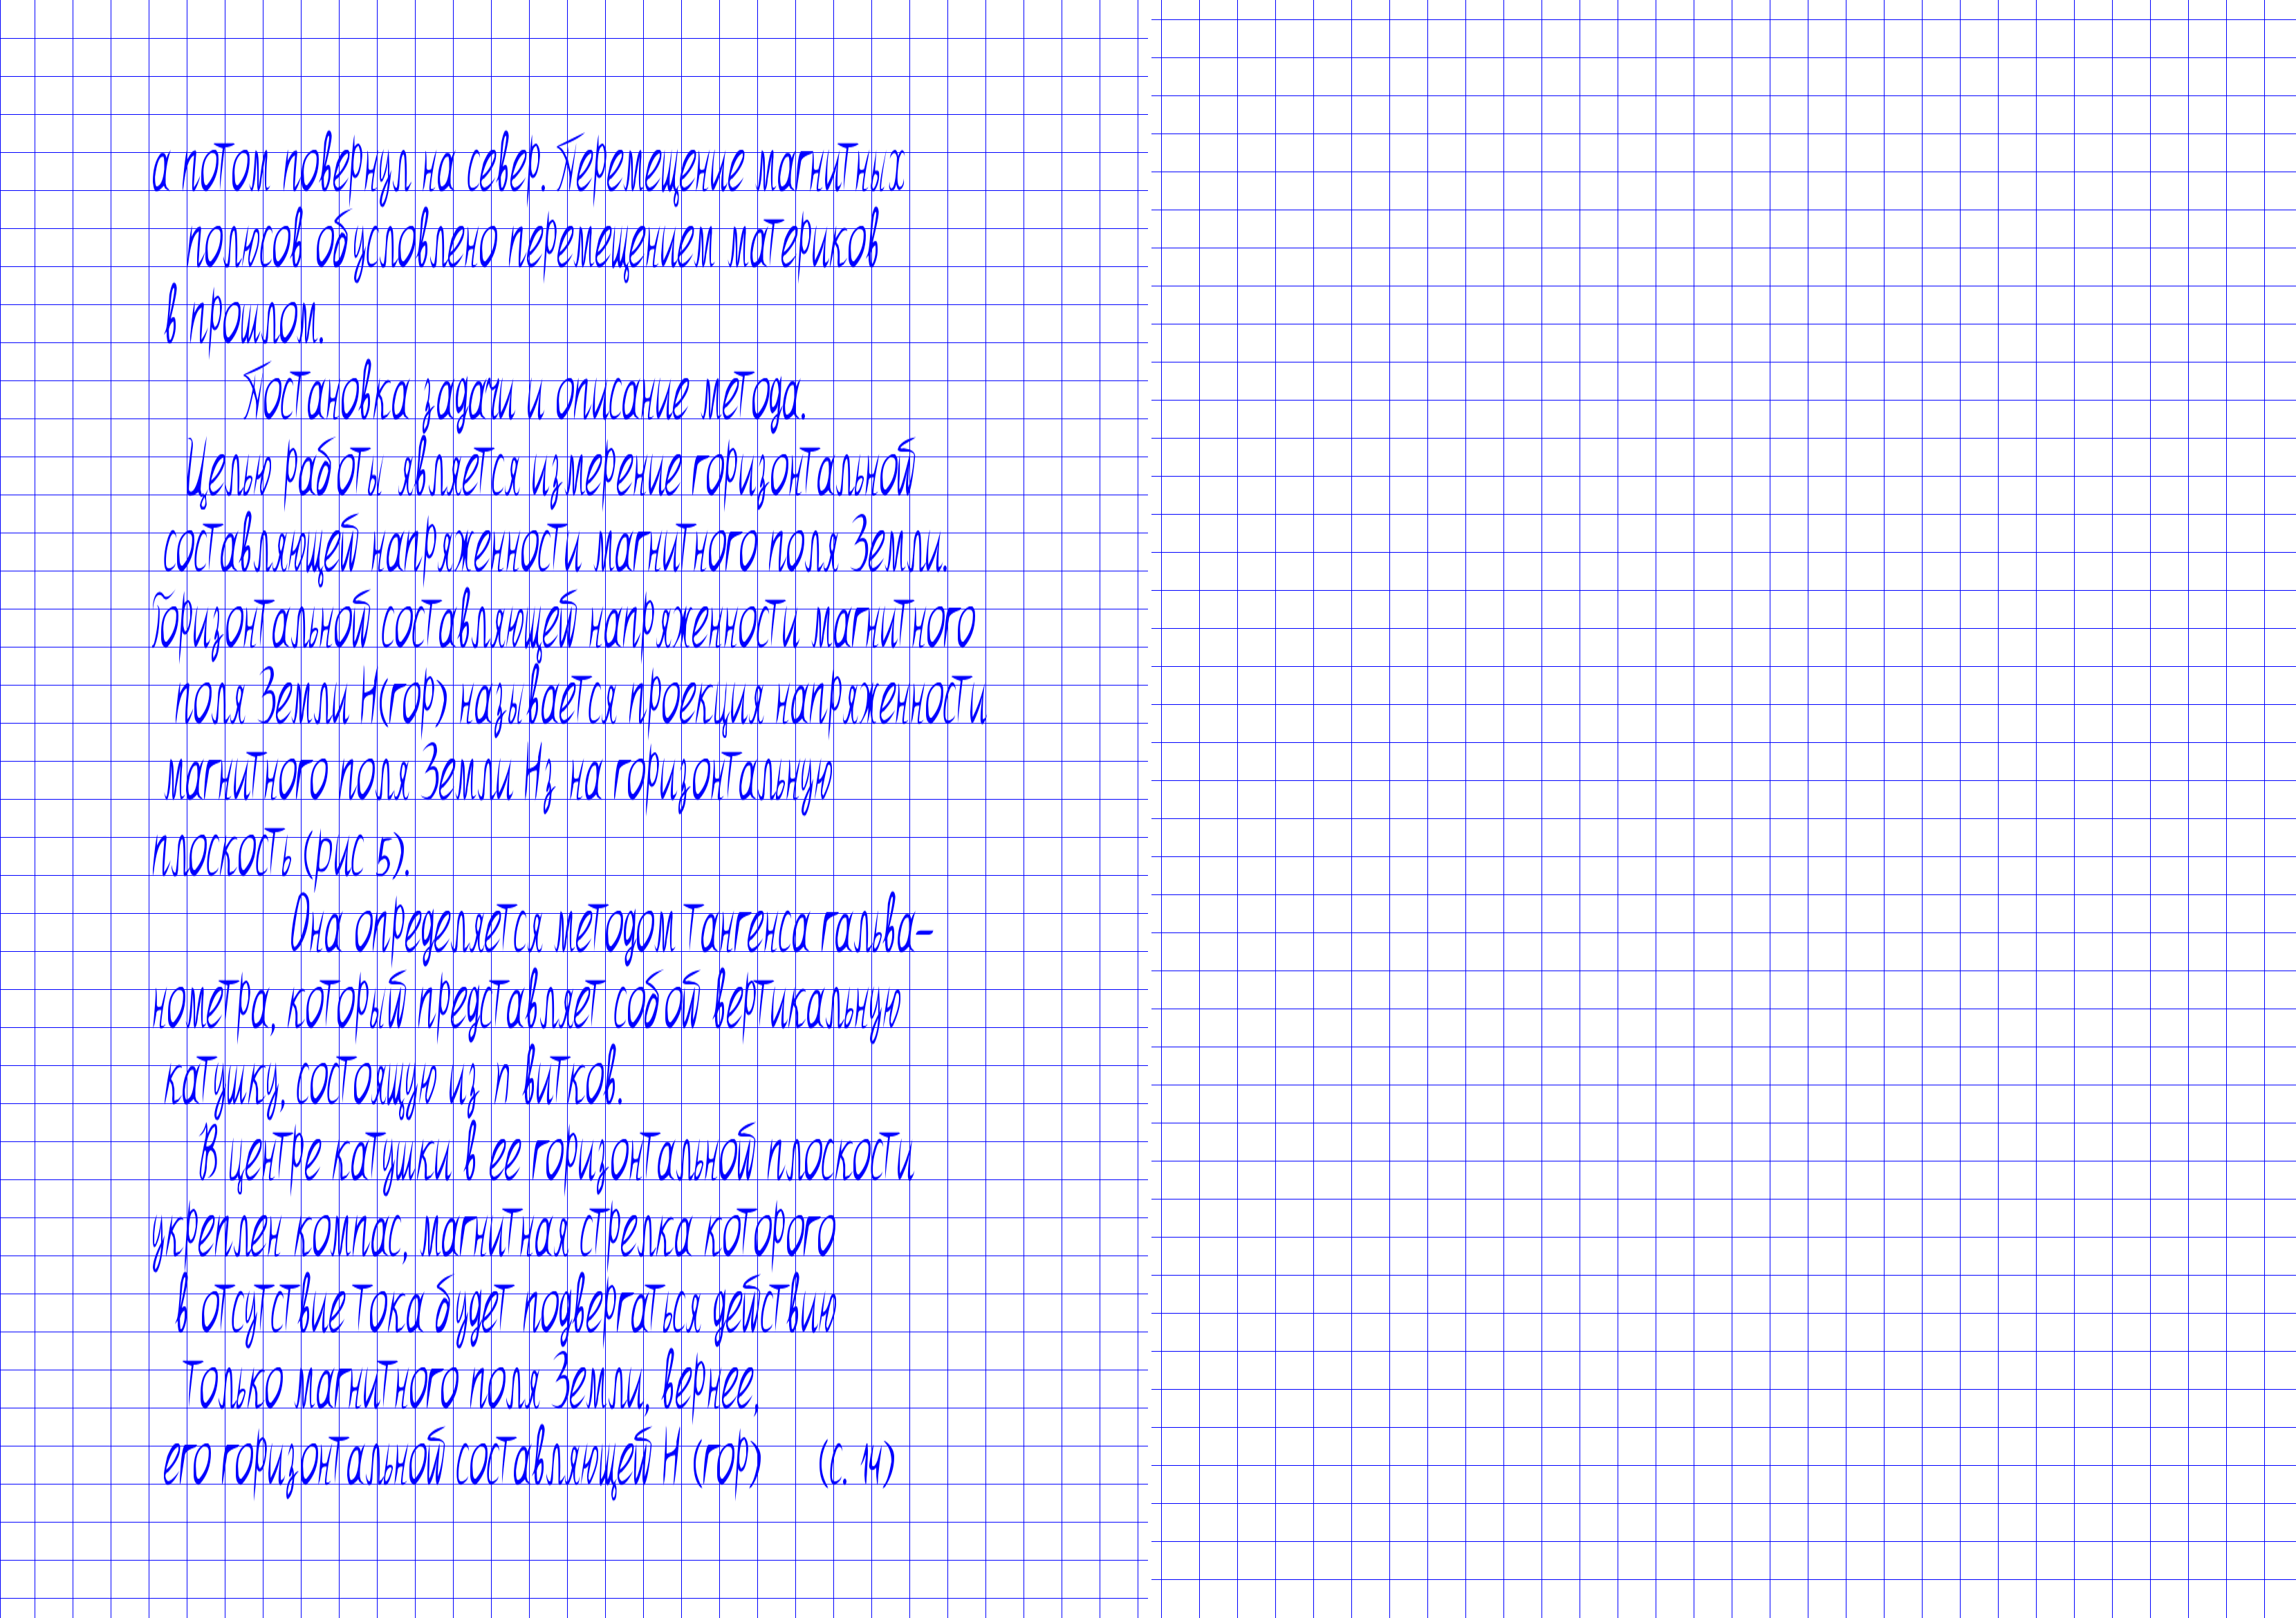 а потом повернул на север. Перемещение магнитных
полюсов обусловлено перемещением материков
в прошлом.
Постановка задачи и описание метода.
Целью работы является измерение горизонтальной
составляющей напряженности магнитного поля Земли.
Горизонтальной составляющей напряженности магнитного
поля Земли Н(гор) называется проекция напряженности
магнитного поля Земли Нз на горизонтальную
плоскость (рис 5).
Она определяется методом тангенса гальва-
нометра, который представляет собой вертикальную
катушку, состоящую из n витков.
В центре катушки в ее горизонтальной плоскости
укреплен компас, магнитная стрелка которого
в отсутствие тока будет подвергаться действию
только магнитного поля Земли, вернее,
его горизонтальной составляющей Н (гор) (с. 14)